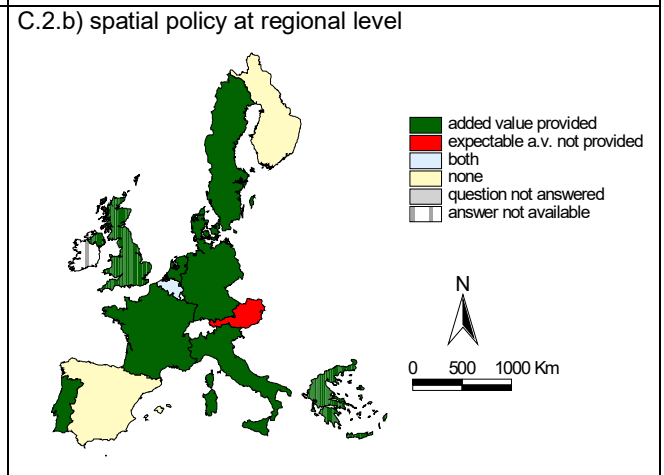 C.2.b) spatial policy at regional level
added value provided
expectable a.v. not provided
both
none
question not answered
answer not available
N
0 500 1000 Km